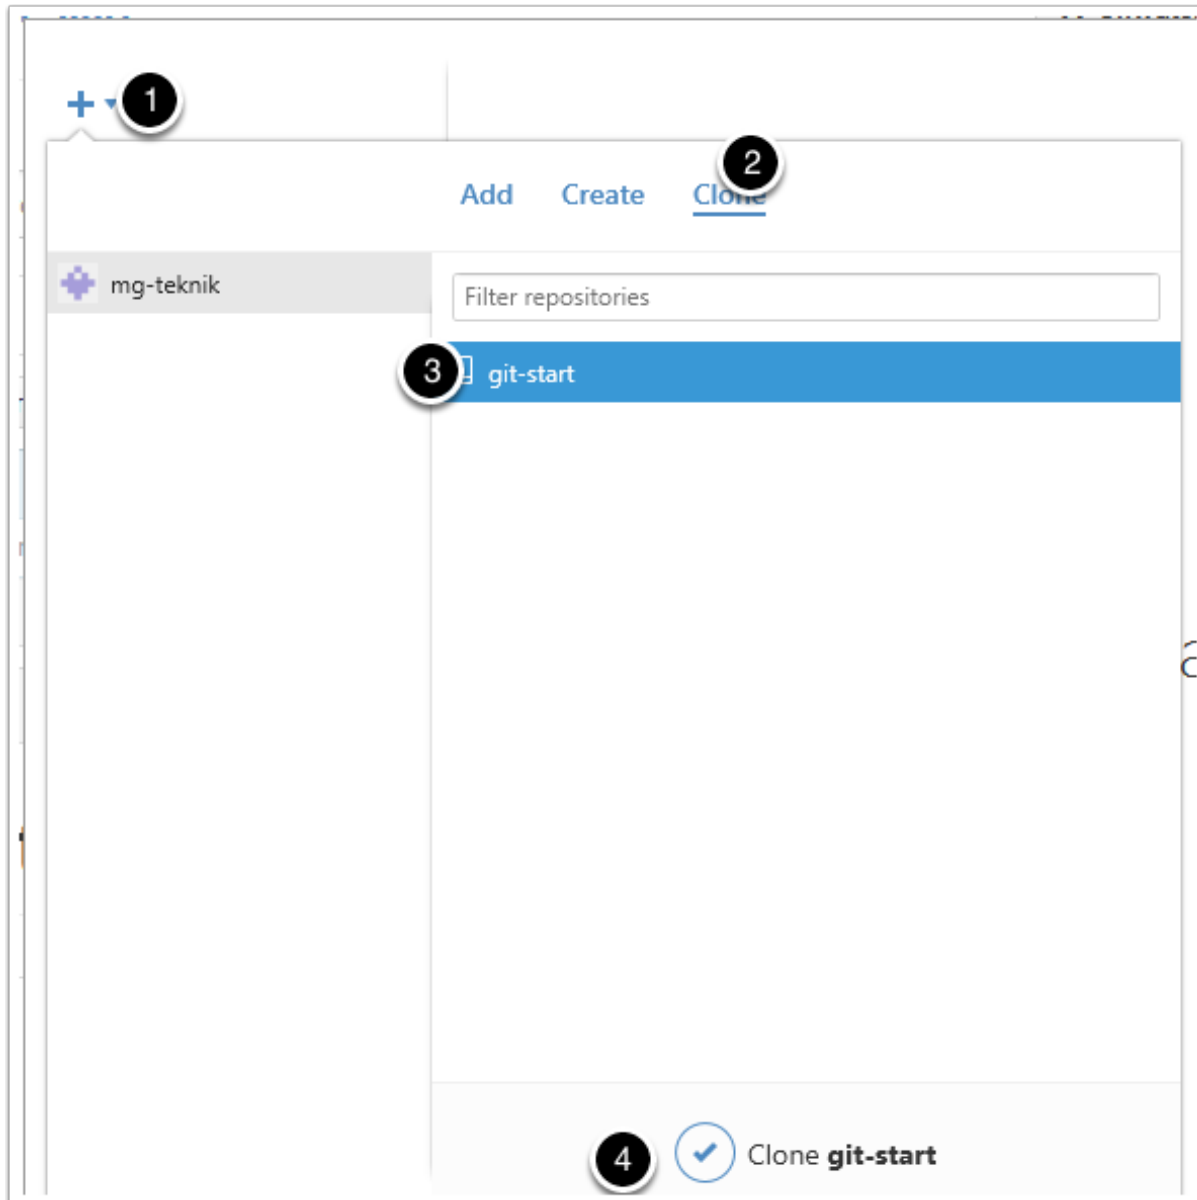 1
2
Add Create Clone
mg-teknik
Filter repositories
3 git-start
4 Clone git-start